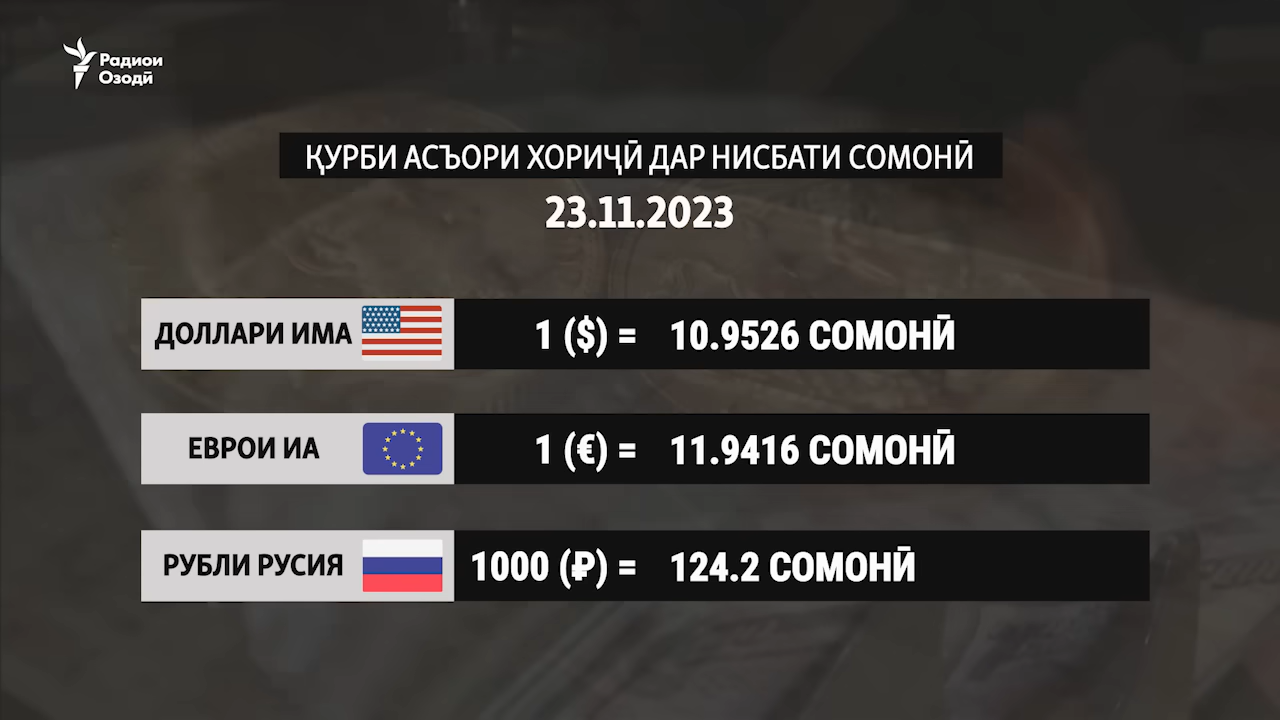 Радиои
Озодӣ
ҚУРБИ АСЪОРИ ХОРИҶӢ ДАР НИСБАТИ СОМОНӢ
23.11.2023
ДОЛЛАРИ ИМА 1 ($) = 10.9526 СОМОНӢ
ЕВРОИ ИА 1 (€) = 11.9416 СОМОНӢ
РУБЛИ РУСИЯ 1000 (₽) = 124.2 СОМОНӢ